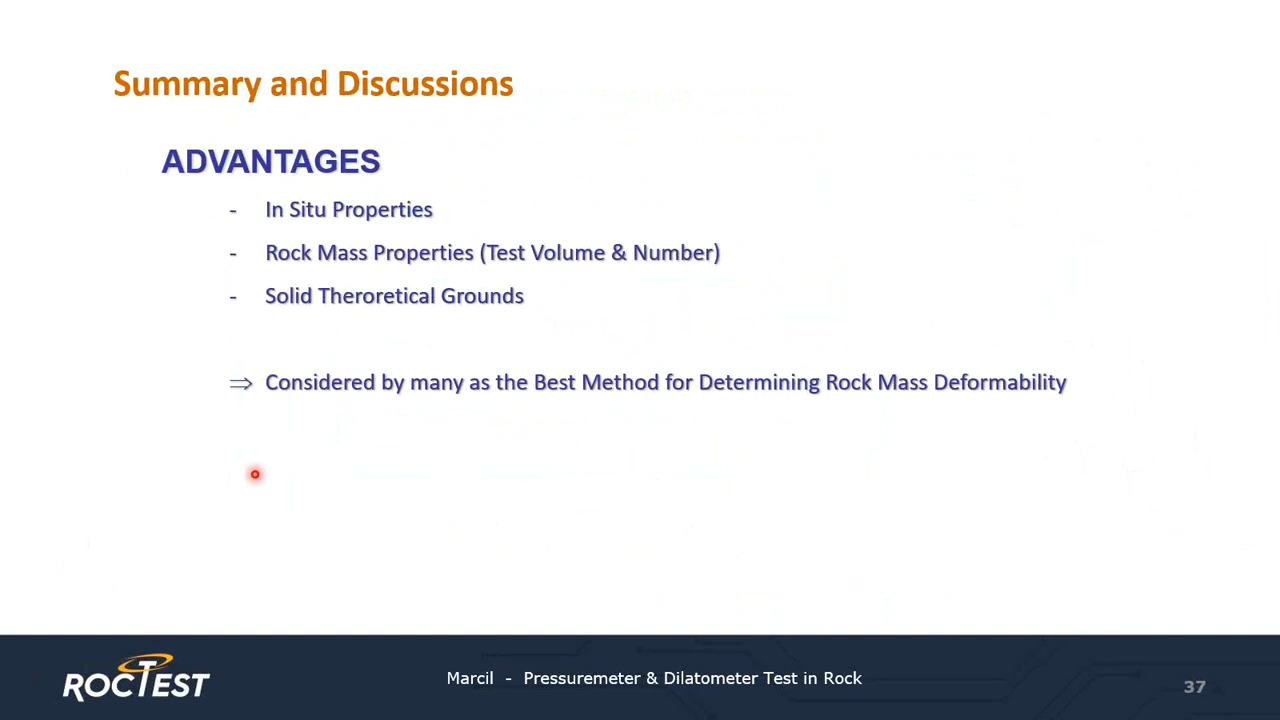 Summary and Discussions
ADVANTAGES
- In Situ Properties
- Rock Mass Properties (Test Volume & Number)
- Solid Theroretical Grounds
⇒ Considered by many as the Best Method for Determining Rock Mass Deformability
ROCTEST
Marcil - Pressuremeter & Dilatometer Test in Rock
37